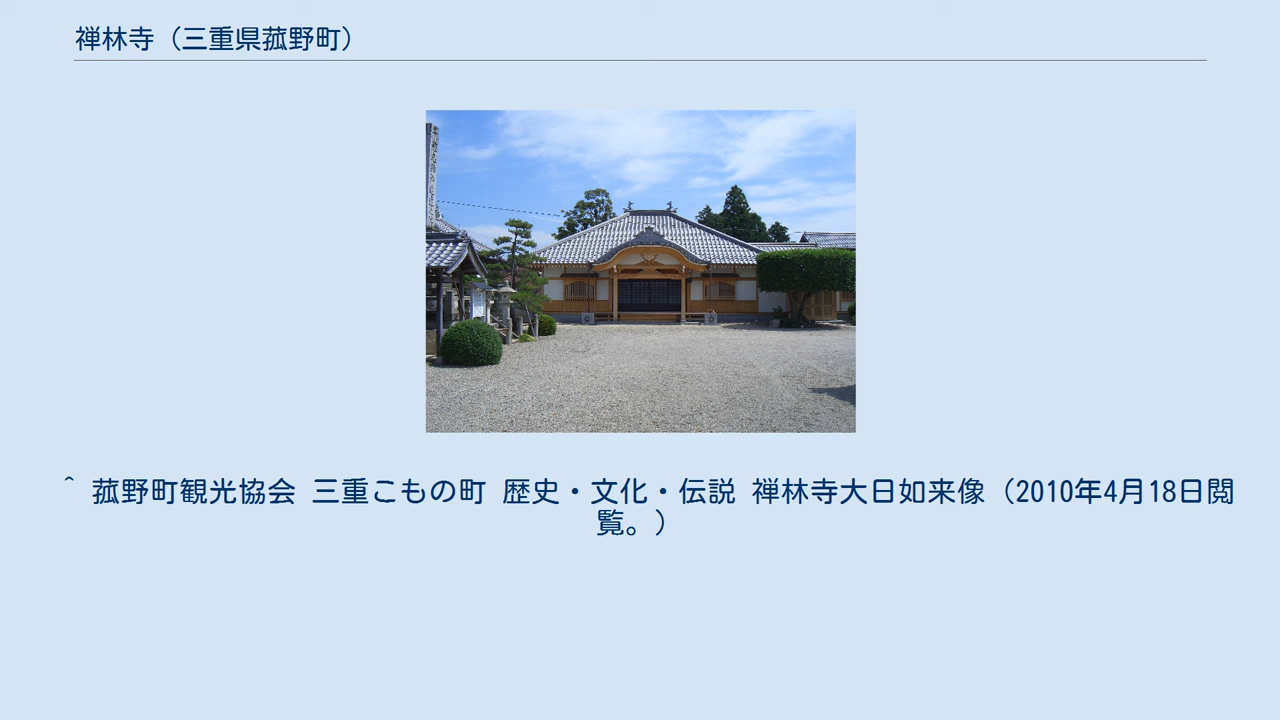 禅林寺（三重県菰野町）
^ 菰野町観光協会 三重こもの町 歴史・文化・伝説 禅林寺大日如来像（2010年4月18日閲
覧。）